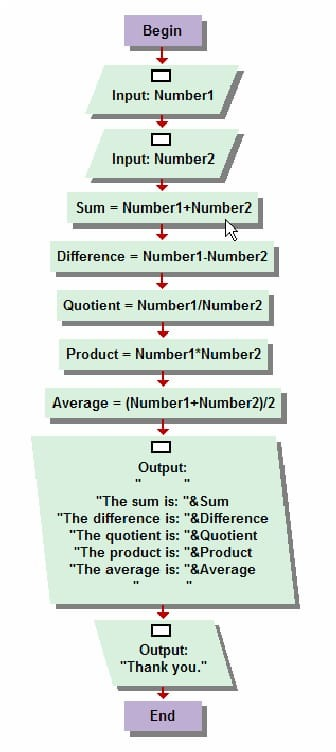 Begin
Input: Number1
Input: Number2
Sum = Number1+Number2
Difference = Number1-Number2
Quotient = Number1/Number2
Product = Number1*Number2
Average = (Number1+Number2)/2
Output:
" "
"The sum is: "&Sum
"The difference is: "&Difference
"The quotient is: "&Quotient
"The product is: "&Product
"The average is: "&Average
" "
Output:
"Thank you."
End